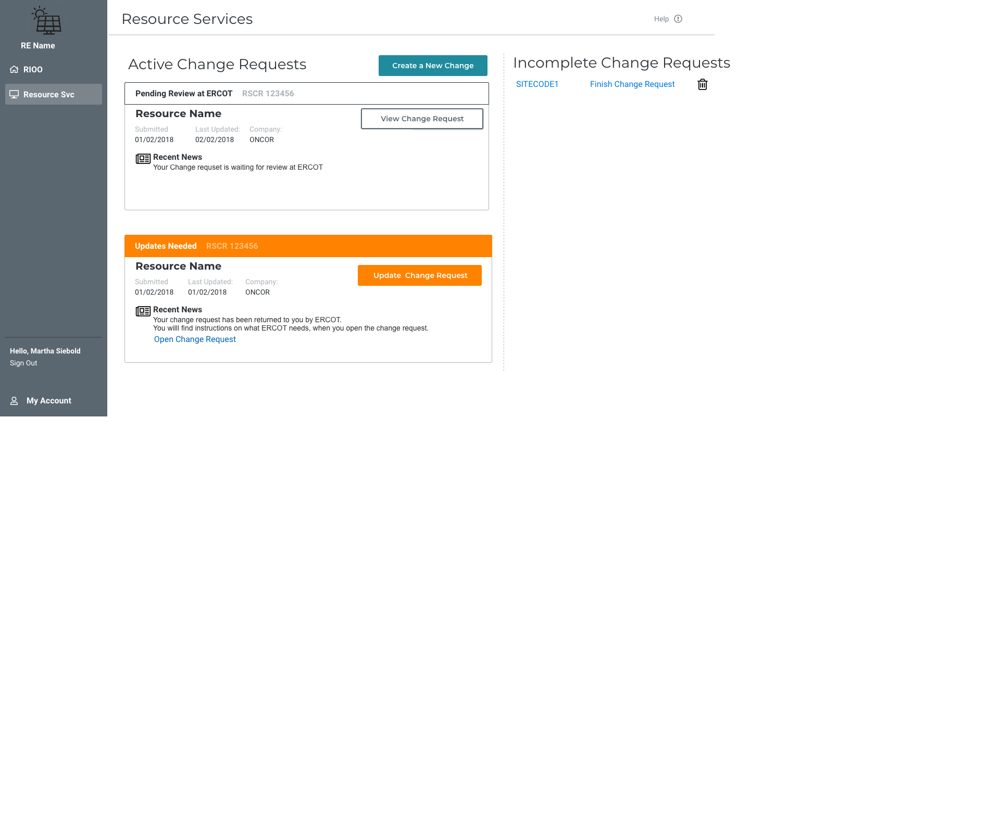 RE Name
RIOO
Resource Svc
Hello, Martha Siebold
Sign Out
My Account
Resource Services
Help
Active Change Requests
Create a New Change
Pending Review at ERCOT RSCR 123456
Resource Name
View Change Request
Submitted Last Updated: Company:
01/02/2018 02/02/2018 ONCOR
Recent News
Your Change requset is waiting for review at ERCOT
Updates Needed RSCR 123456
Resource Name
Update Change Request
Submitted Last Updated: Company:
01/02/2018 01/02/2018 ONCOR
Recent News
Your change request has been returned to you by ERCOT.
You willl find instructions on what ERCOT needs, when you open the change request.
Open Change Request
Incomplete Change Requests
SITECODE1 Finish Change Request